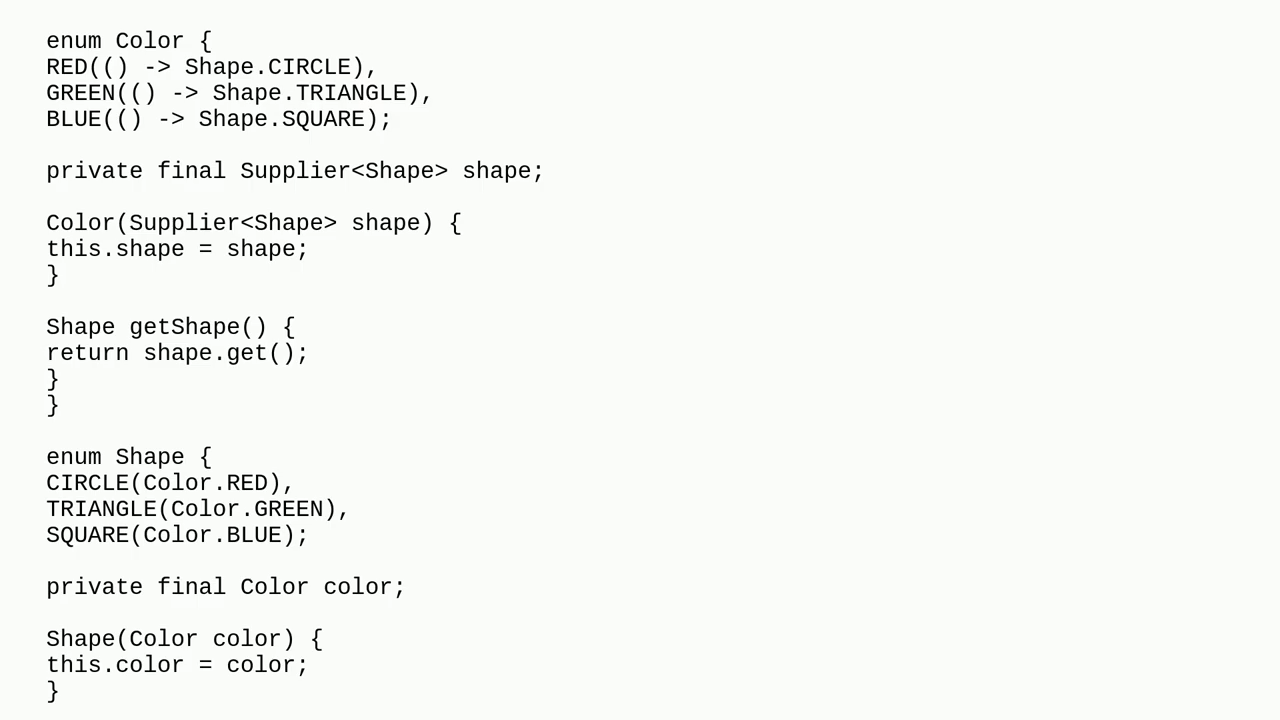 enum Color {
RED(() -> Shape.CIRCLE),
GREEN(() -> Shape.TRIANGLE),
BLUE(() -> Shape.SQUARE);
private final Supplier<Shape> shape;
Color(Supplier<Shape> shape) {
this.shape = shape;
}
Shape getShape() {
return shape.get();
}
}
enum Shape {
CIRCLE(Color.RED),
TRIANGLE(Color.GREEN),
SQUARE(Color.BLUE);
private final Color color;
Shape(Color color) {
this.color = color;
}